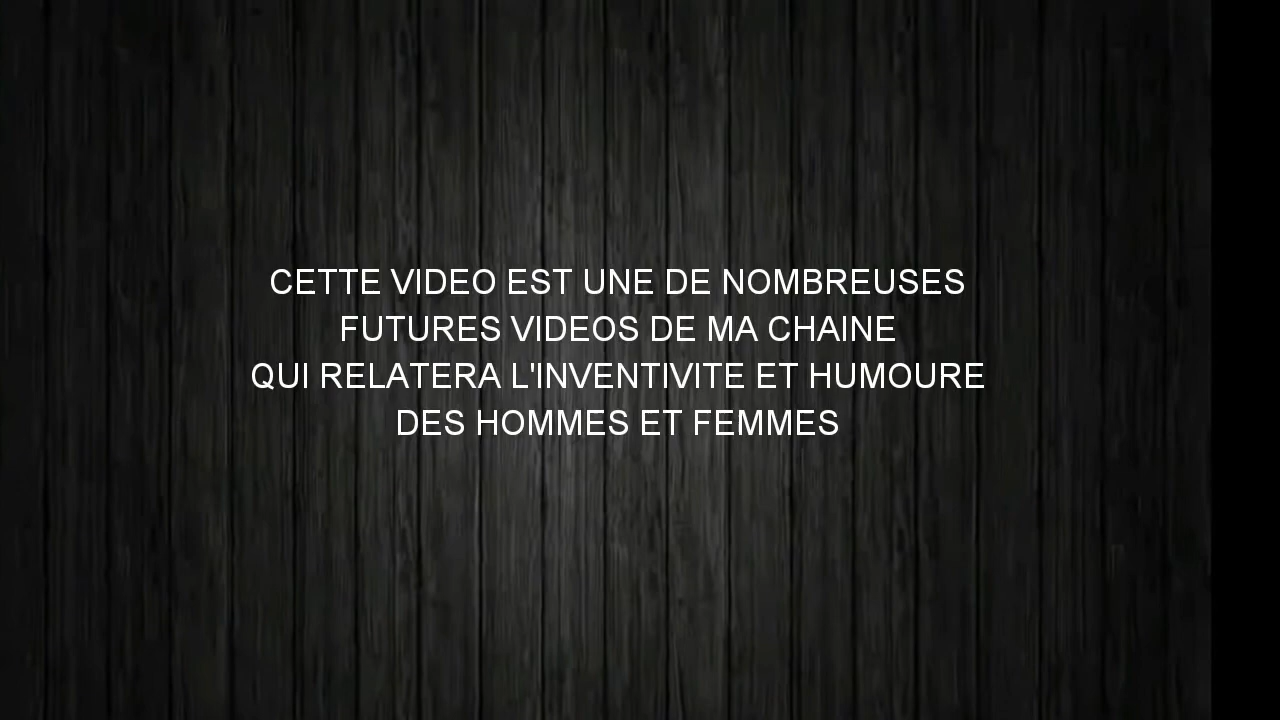 CETTE VIDEO EST UNE DE NOMBREUSES
FUTURES VIDEOS DE MA CHAINE
QUI RELATERA L'INVENTIVITE ET HUMOURE
DES HOMMES ET FEMMES